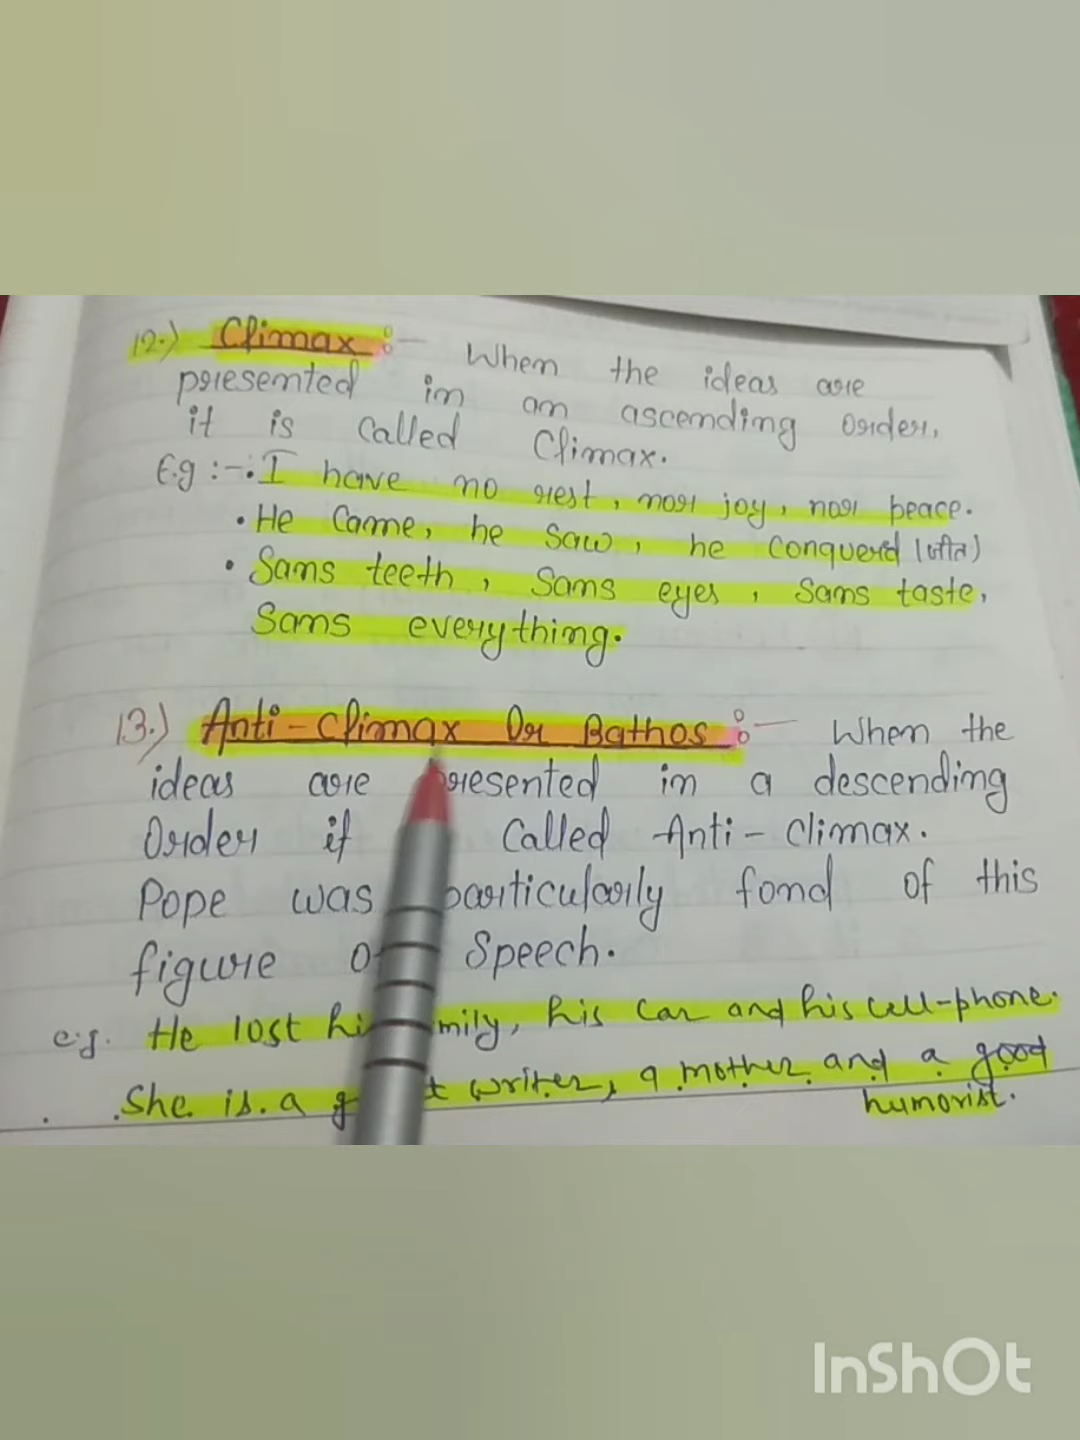 12.) Climax :- When the ideas are
presented in an ascending order,
it is called Climax.
E.g :-• I have no rest, nor joy, nor peace.
• He Came, he saw, he conquerd (जीत)
• Sans teeth, Sans eyes, Sans taste,
Sans everything.
13.) Anti-Climax Or Bathos :- When the
ideas are presented in a descending
Order it called Anti-climax.
Pope was particularly fond of this
figure of Speech.
e.g. He lost his family, his car and his cell-phone.
. She is a great writer, a mother and a good
humorist.
InShOt